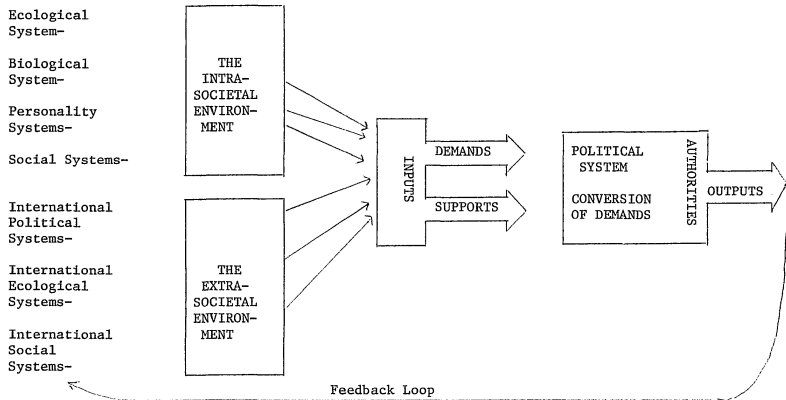 Ecological
System-
Biological
System-
Personality
Systems-
Social Systems-
International
Political
Systems-
International
Ecological
Systems-
International
Social
Systems-
THE
INTRA-
SOCIETAL
ENVIRON-
MENT
THE
EXTRA-
SOCIETAL
ENVIRON-
MENT
INPUTS
DEMANDS
SUPPORTS
POLITICAL
SYSTEM
CONVERSION
OF DEMANDS
AUTHORITIES
OUTPUTS
Feedback Loop